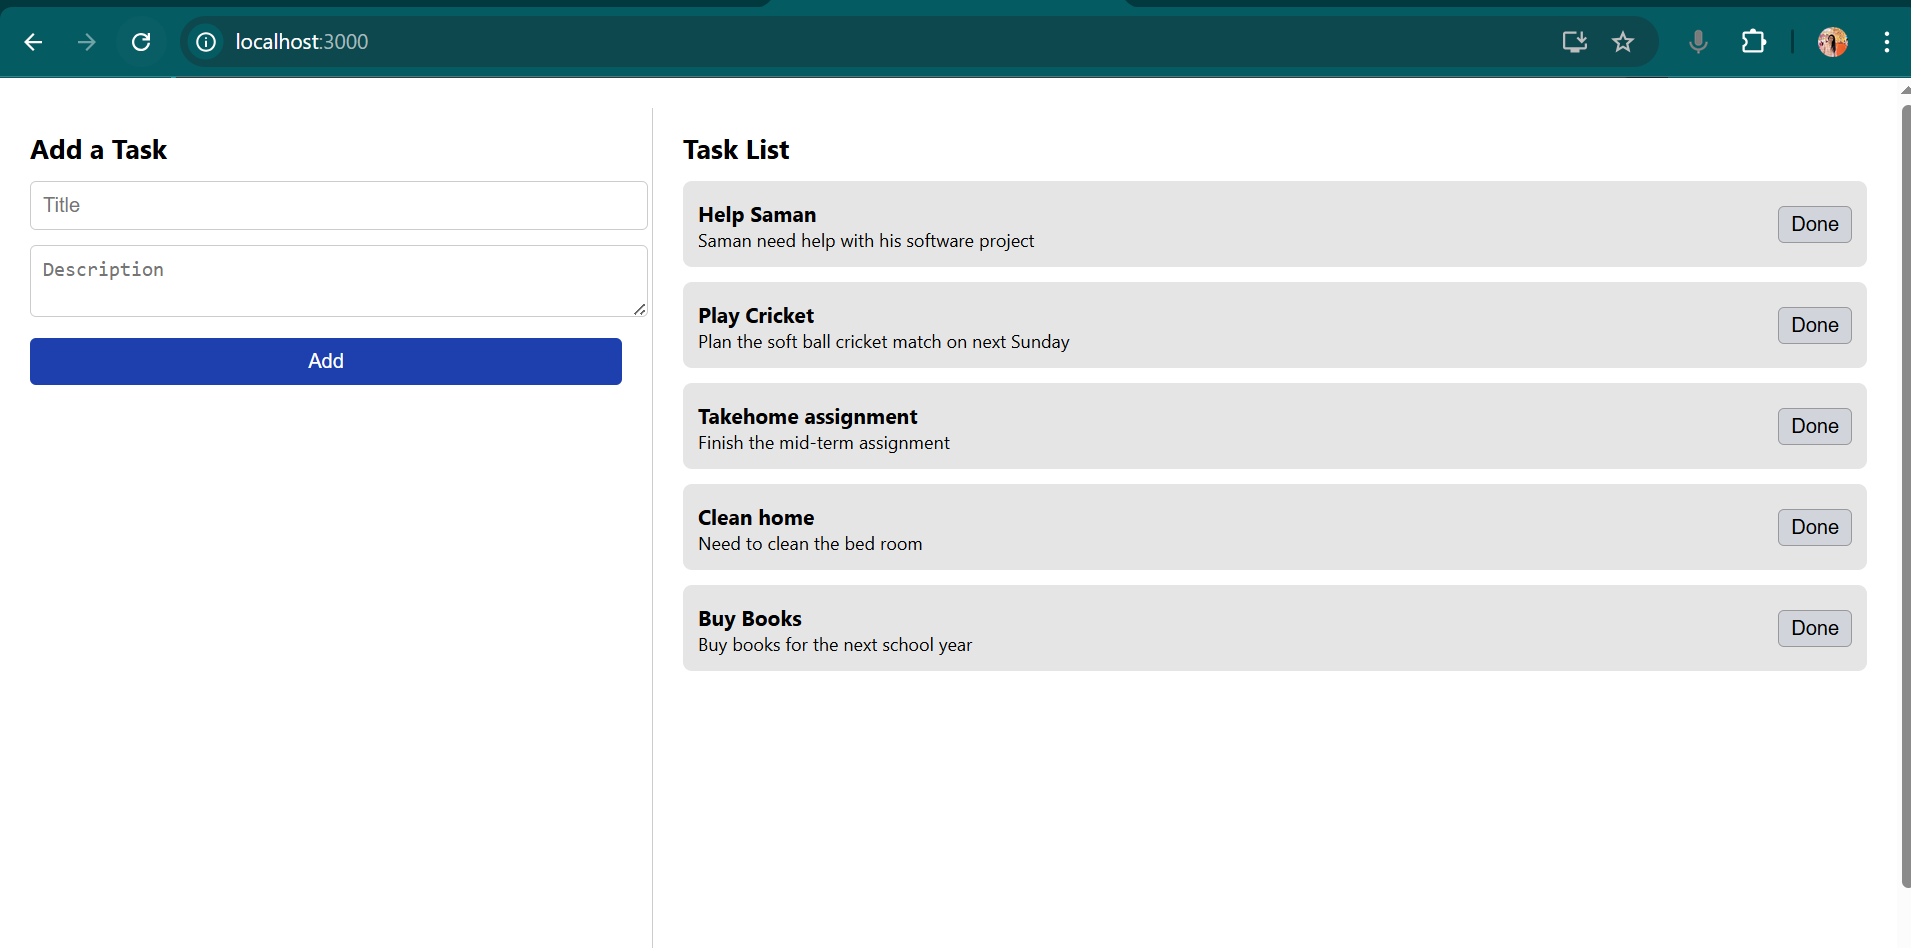 localhost:3000
Add a Task
Title
Description
Add
Task List
Help Saman
Saman need help with his software project
Done
Play Cricket
Plan the soft ball cricket match on next Sunday
Done
Takehome assignment
Finish the mid-term assignment
Done
Clean home
Need to clean the bed room
Done
Buy Books
Buy books for the next school year
Done